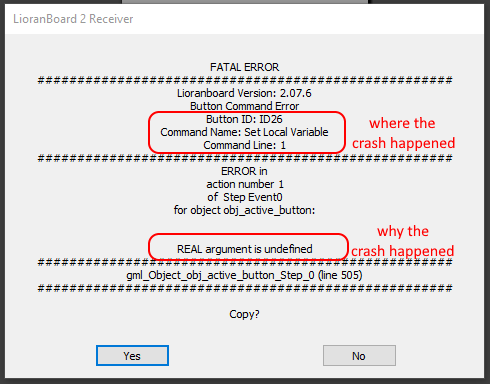 LioranBoard 2 Receiver
FATAL ERROR
####################################################
Lioranboard Version: 2.07.6
Button Command Error
Button ID: ID26
Command Name: Set Local Variable
Command Line: 1
where the
crash happened
####################################################
ERROR in
action number 1
of  Step Event0
for object obj_active_button:
REAL argument is undefined
why the
crash happened
####################################################
gml_Object_obj_active_button_Step_0 (line 505)
####################################################
Copy?
Yes
No